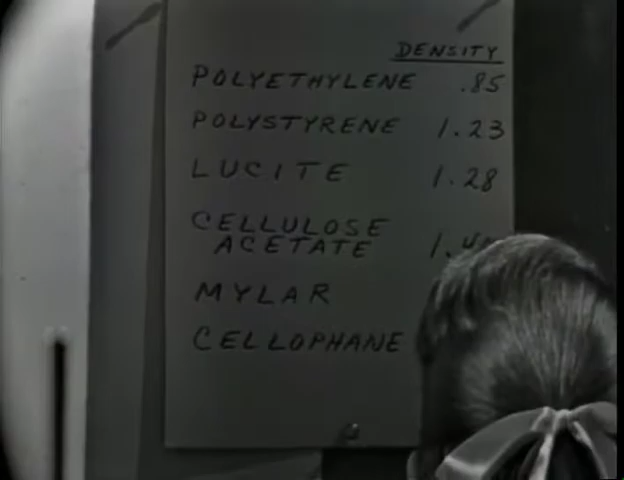 DENSITY
POLYETHYLENE .85
POLYSTYRENE 1.23
LUCITE 1.28
CELLULOSE
ACETATE
MYLAR
CELLOPHANE